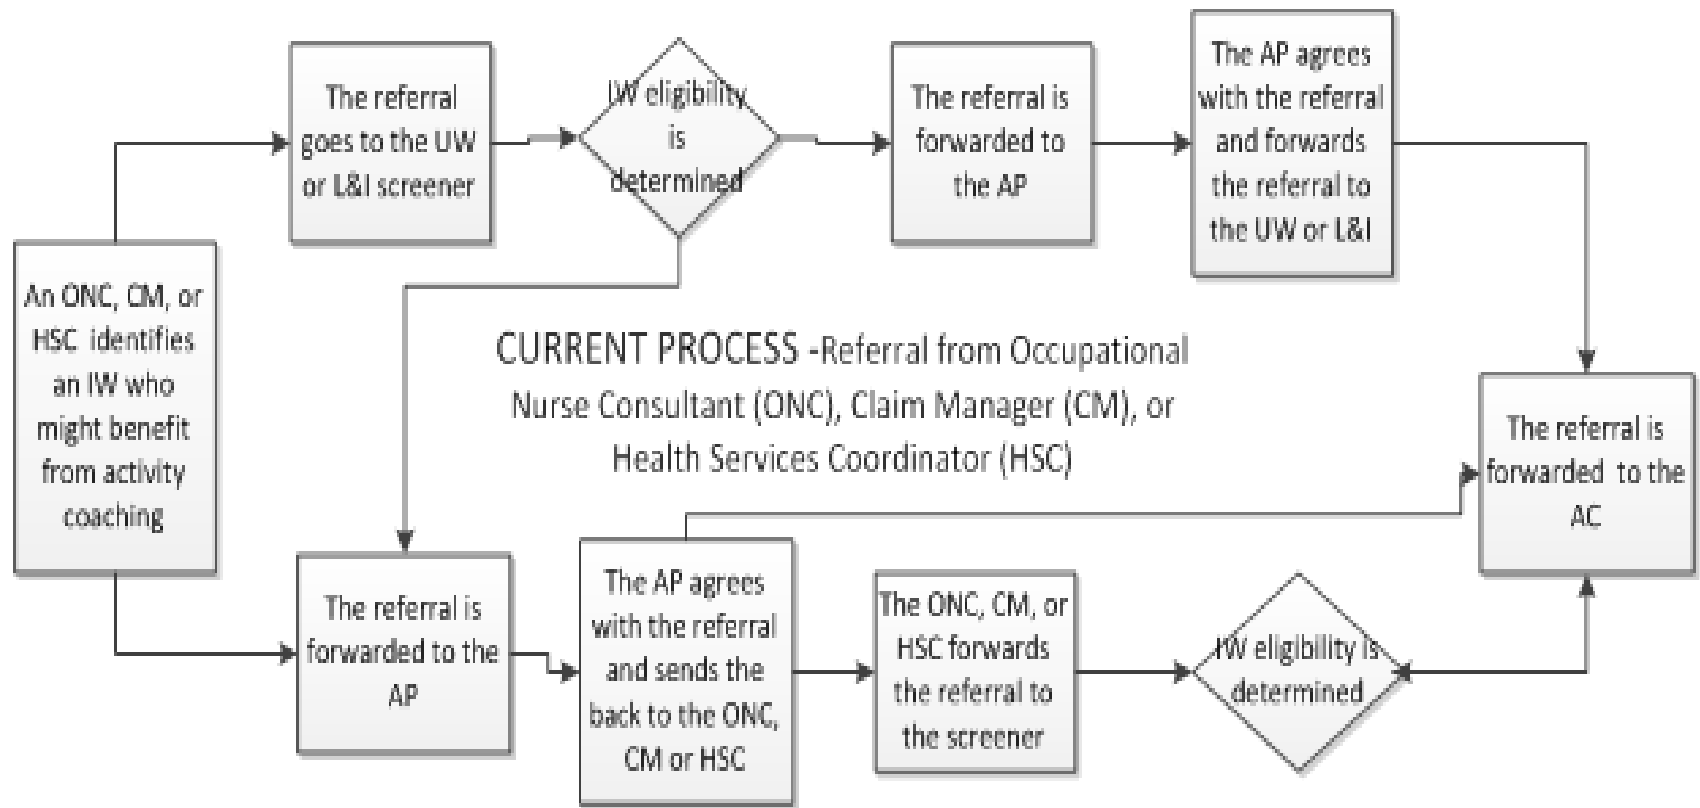 The referral
goes to the UW
or L&I screener
IW eligibility
is
determined
The referral is
forwarded to
the AP
The AP agrees
with the referral
and forwards
the referral to
the UW or L&I
An ONC, CM, or
HSC identifies
an IW who
might benefit
from activity
coaching
CURRENT PROCESS -Referral from Occupational
Nurse Consultant (ONC), Claim Manager (CM), or
Health Services Coordinator (HSC)
The referral is
forwarded to the
AC
The referral is
forwarded to the
AP
The AP agrees
with the referral
and sends the
back to the ONC,
CM or HSC
The ONC, CM, or
HSC forwards
the referral to
the screener
IW eligibility is
determined